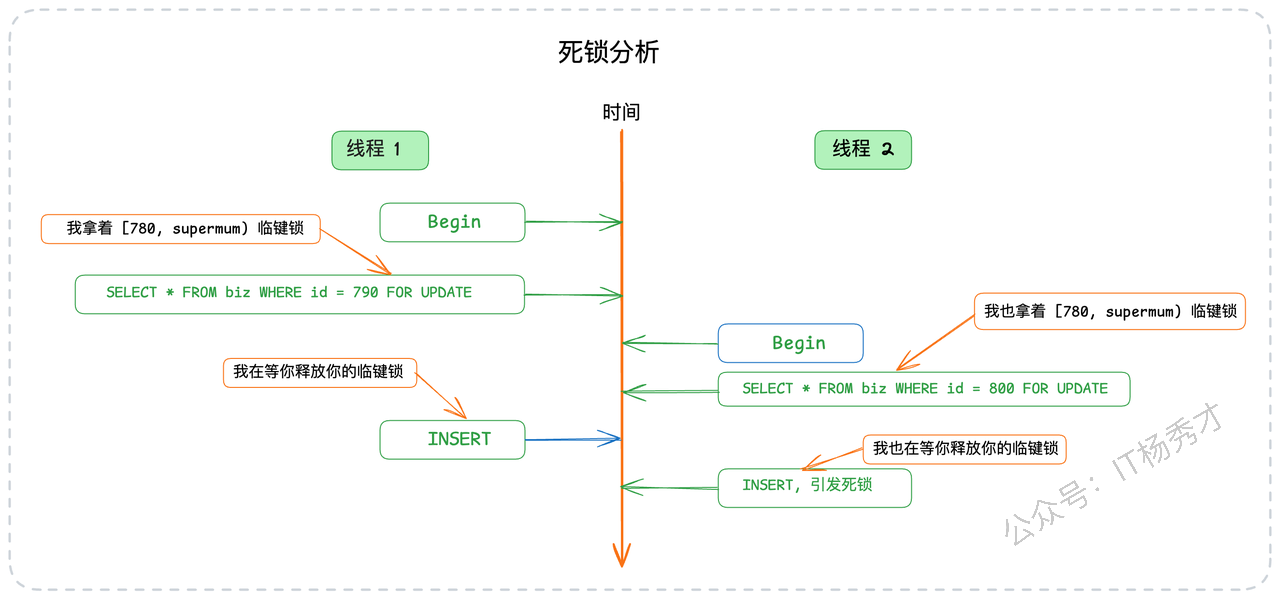 死锁分析
时间
线程 1
线程 2
Begin
我拿着 [780, supermum) 临键锁
SELECT * FROM biz WHERE id = 790 FOR UPDATE
我也拿着 [780, supermum) 临键锁
Begin
我在等你释放你的临键锁
SELECT * FROM biz WHERE id = 800 FOR UPDATE
INSERT
我也在等你释放你的临键锁
INSERT, 引发死锁
公众号：IT杨秀才